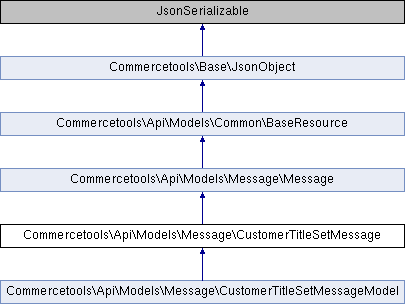 JsonSerializable
Commercetools\Base\JsonObject
Commercetools\Api\Models\Common\BaseResource
Commercetools\Api\Models\Message\Message
Commercetools\Api\Models\Message\CustomerTitleSetMessage
Commercetools\Api\Models\Message\CustomerTitleSetMessageModel